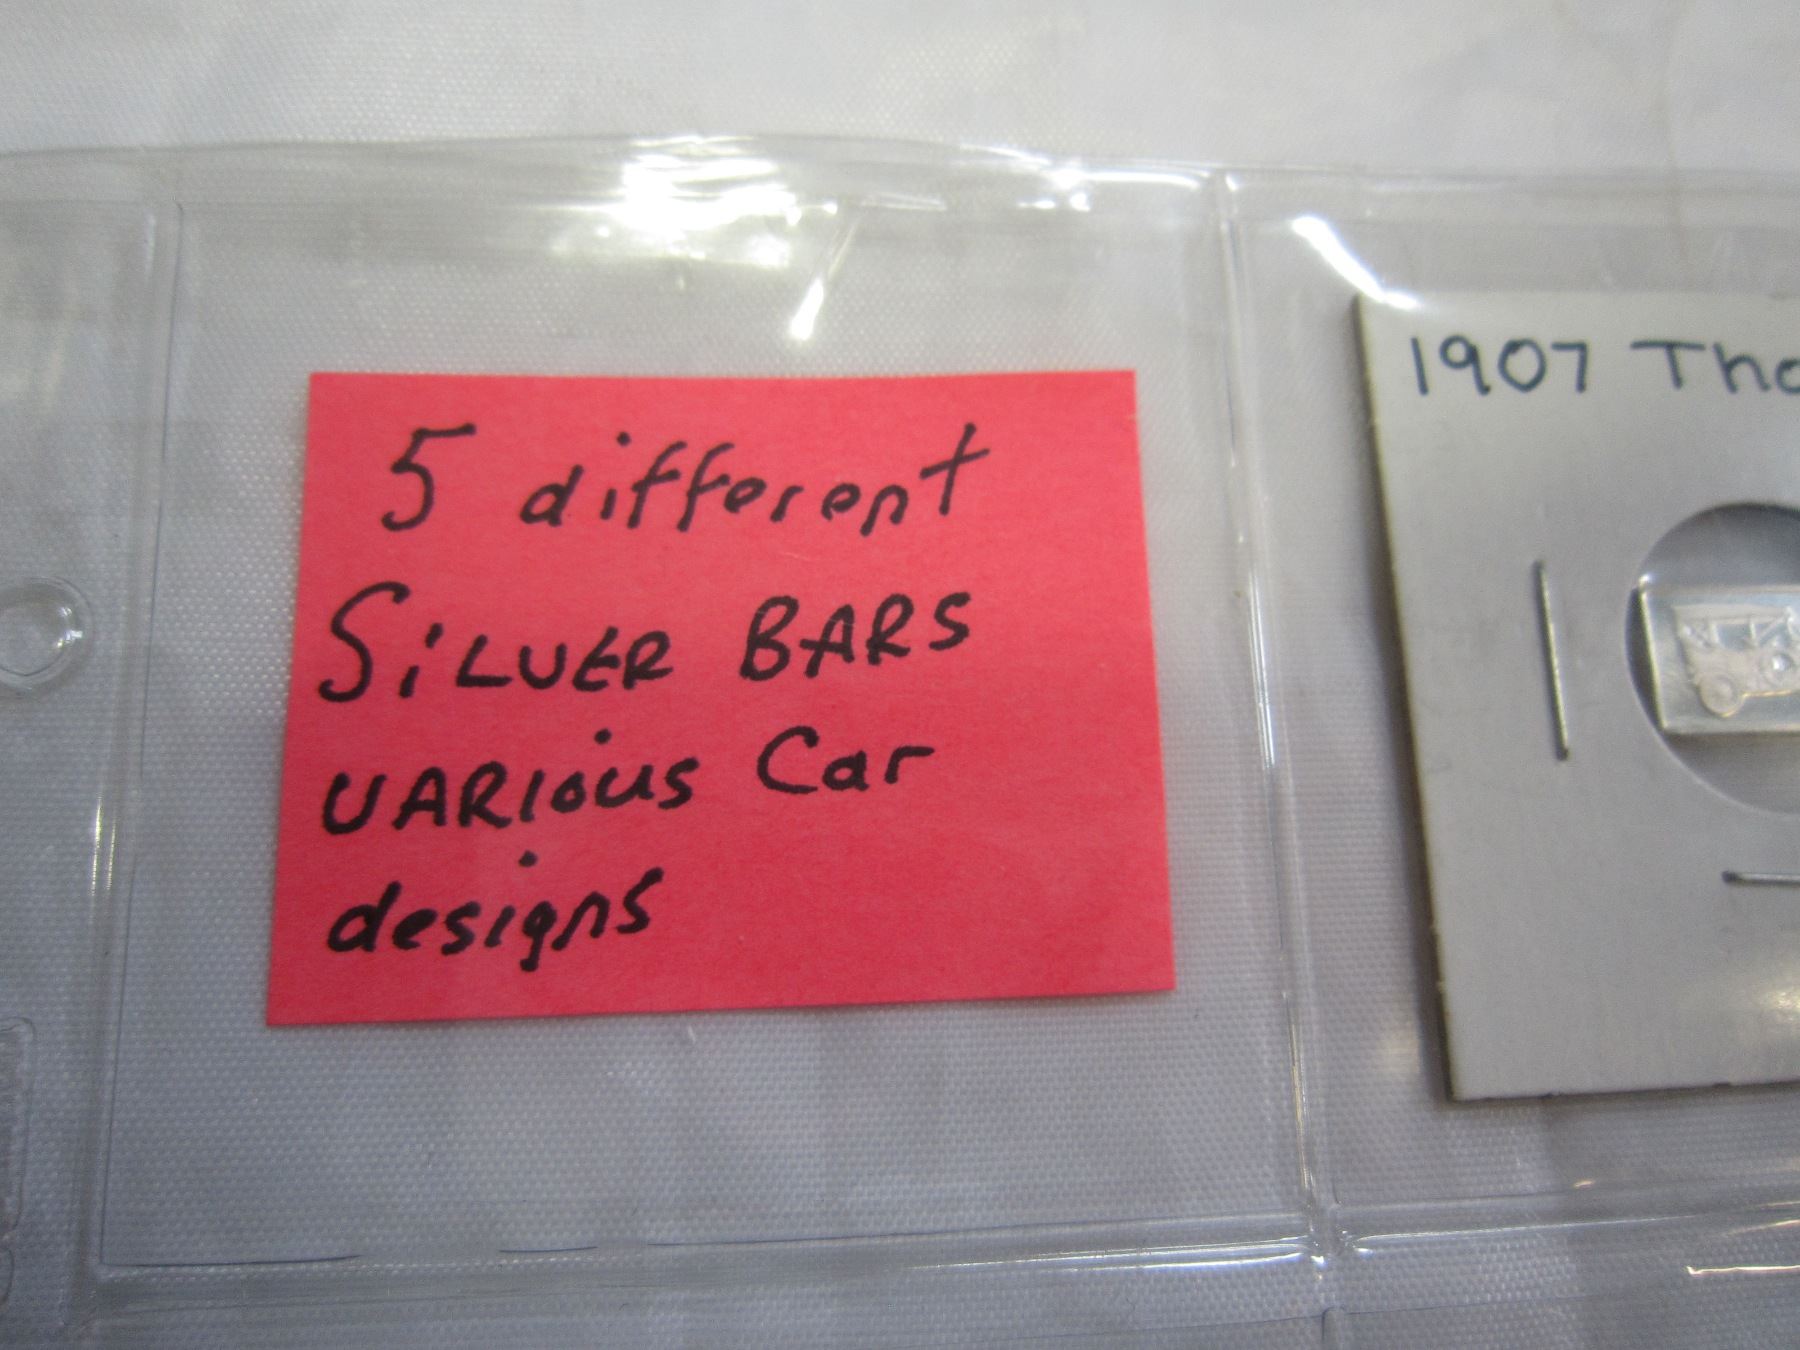 5 different
SiLVER BARS
VARious Car
designs
1907 Tho